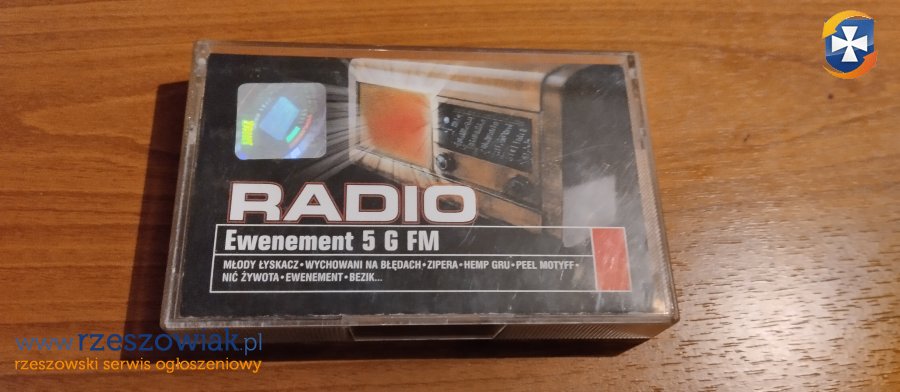 RADIO
Ewenement 5 G FM
MŁODY ŁYSKACZ•WYCHOWANI NA BŁĘDACH•ZIPERA•HEMP GRU•PEEL MOTYFF•
NIĆ ŻYWOTA•EWENEMENT•BEZIK...
www.rzeszowiak.pl
rzeszowski serwis ogłoszeniowy